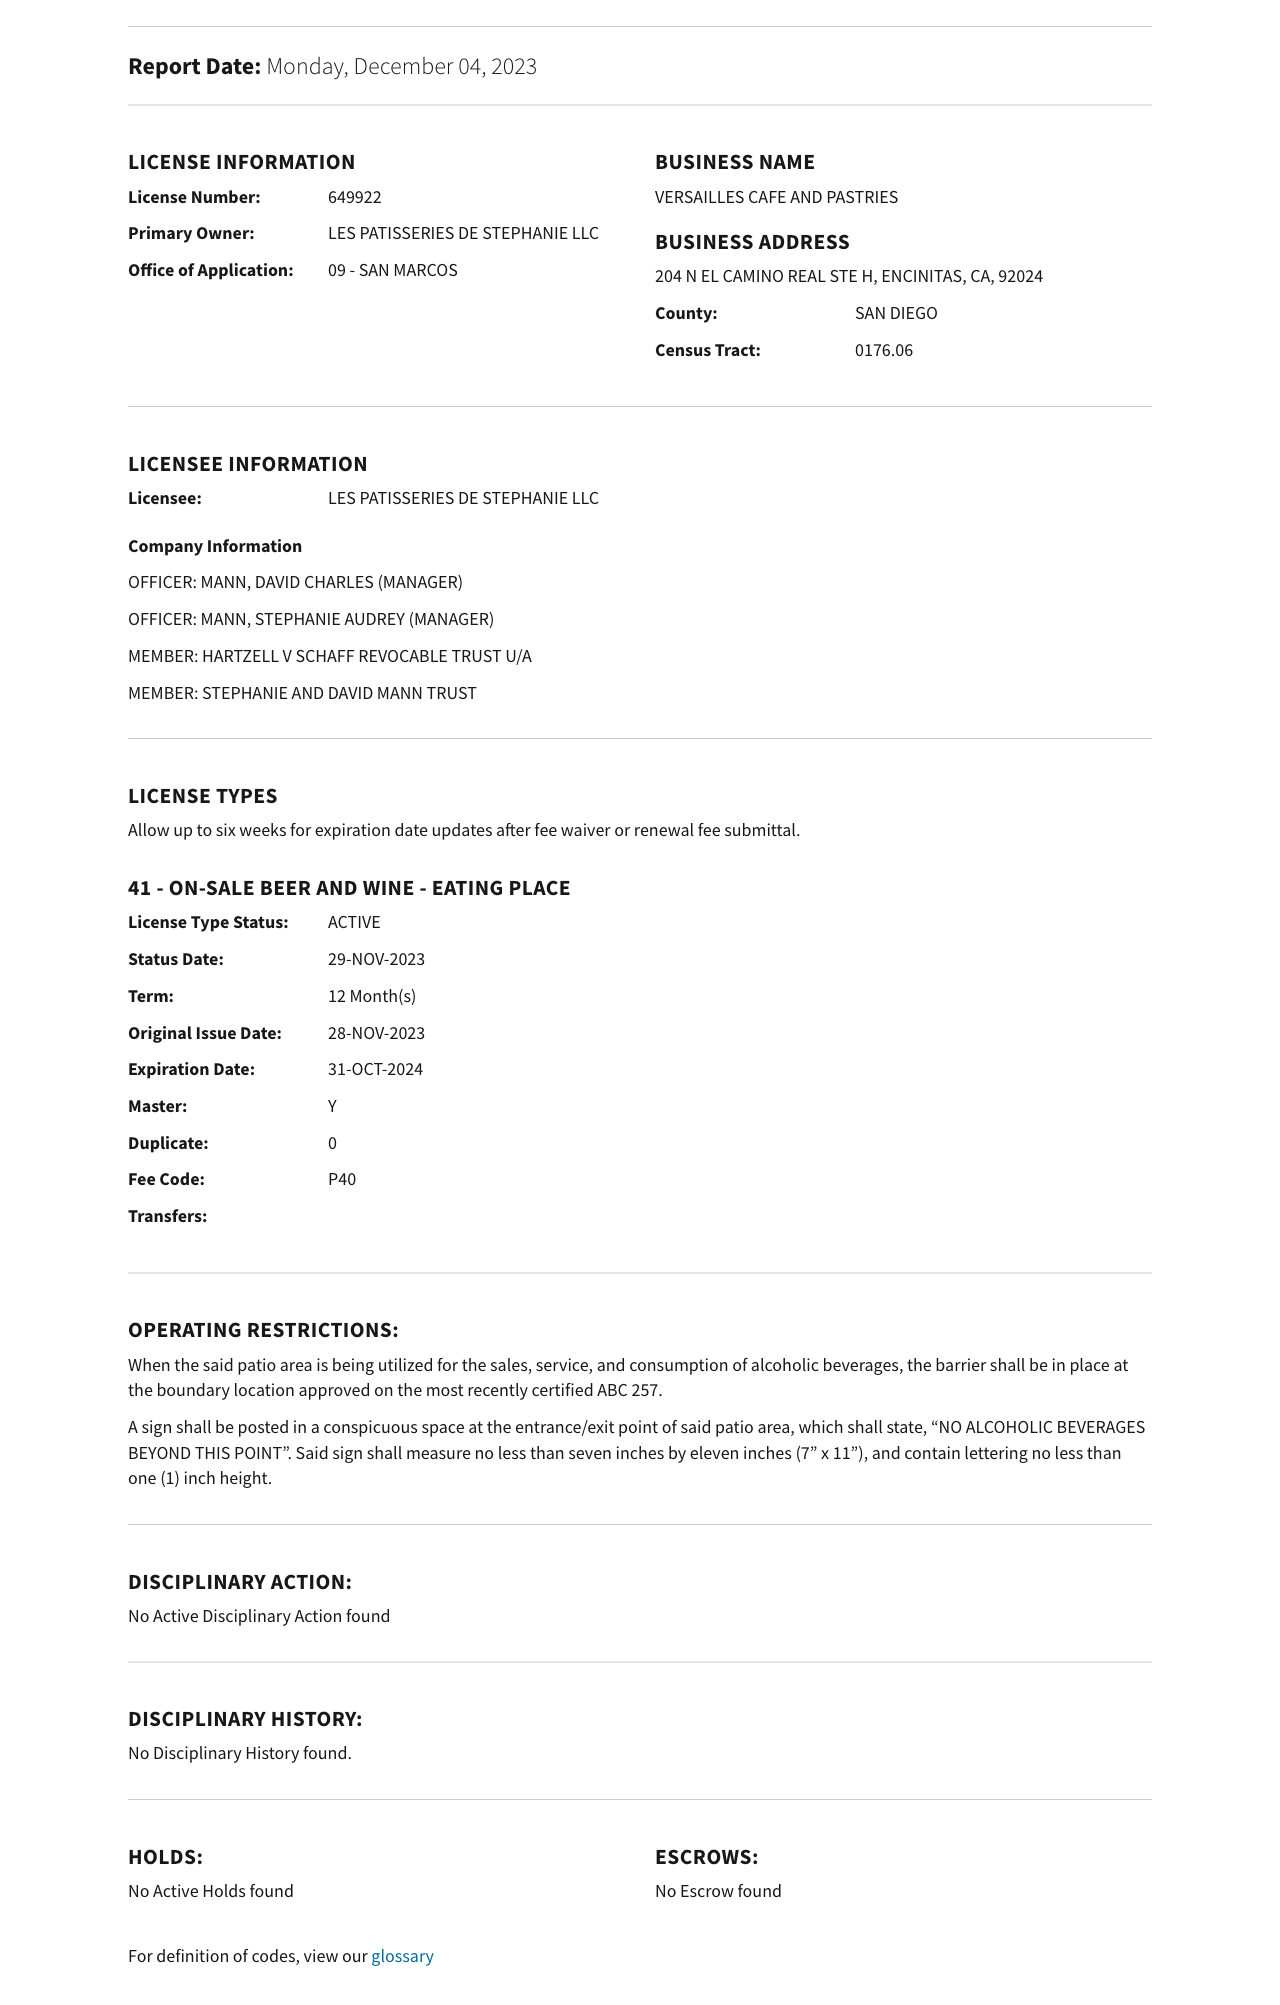 Report Date: Monday, December 04, 2023
LICENSE INFORMATION
License Number: 649922
Primary Owner: LES PATISSERIES DE STEPHANIE LLC
Office of Application: 09 - SAN MARCOS
BUSINESS NAME
VERSAILLES CAFE AND PASTRIES
BUSINESS ADDRESS
204 N EL CAMINO REAL STE H, ENCINITAS, CA, 92024
County: SAN DIEGO
Census Tract: 0176.06
LICENSEE INFORMATION
Licensee: LES PATISSERIES DE STEPHANIE LLC
Company Information
OFFICER: MANN, DAVID CHARLES (MANAGER)
OFFICER: MANN, STEPHANIE AUDREY (MANAGER)
MEMBER: HARTZELL V SCHAFF REVOCABLE TRUST U/A
MEMBER: STEPHANIE AND DAVID MANN TRUST
LICENSE TYPES
Allow up to six weeks for expiration date updates after fee waiver or renewal fee submittal.
41 - ON-SALE BEER AND WINE - EATING PLACE
License Type Status: ACTIVE
Status Date: 29-NOV-2023
Term: 12 Month(s)
Original Issue Date: 28-NOV-2023
Expiration Date: 31-OCT-2024
Master: Y
Duplicate: 0
Fee Code: P40
Transfers:
OPERATING RESTRICTIONS:
When the said patio area is being utilized for the sales, service, and consumption of alcoholic beverages, the barrier shall be in place at
the boundary location approved on the most recently certified ABC 257.
A sign shall be posted in a conspicuous space at the entrance/exit point of said patio area, which shall state, “NO ALCOHOLIC BEVERAGES
BEYOND THIS POINT”. Said sign shall measure no less than seven inches by eleven inches (7” x 11”), and contain lettering no less than
one (1) inch height.
DISCIPLINARY ACTION:
No Active Disciplinary Action found
DISCIPLINARY HISTORY:
No Disciplinary History found.
HOLDS:
No Active Holds found
ESCROWS:
No Escrow found
For definition of codes, view our glossary